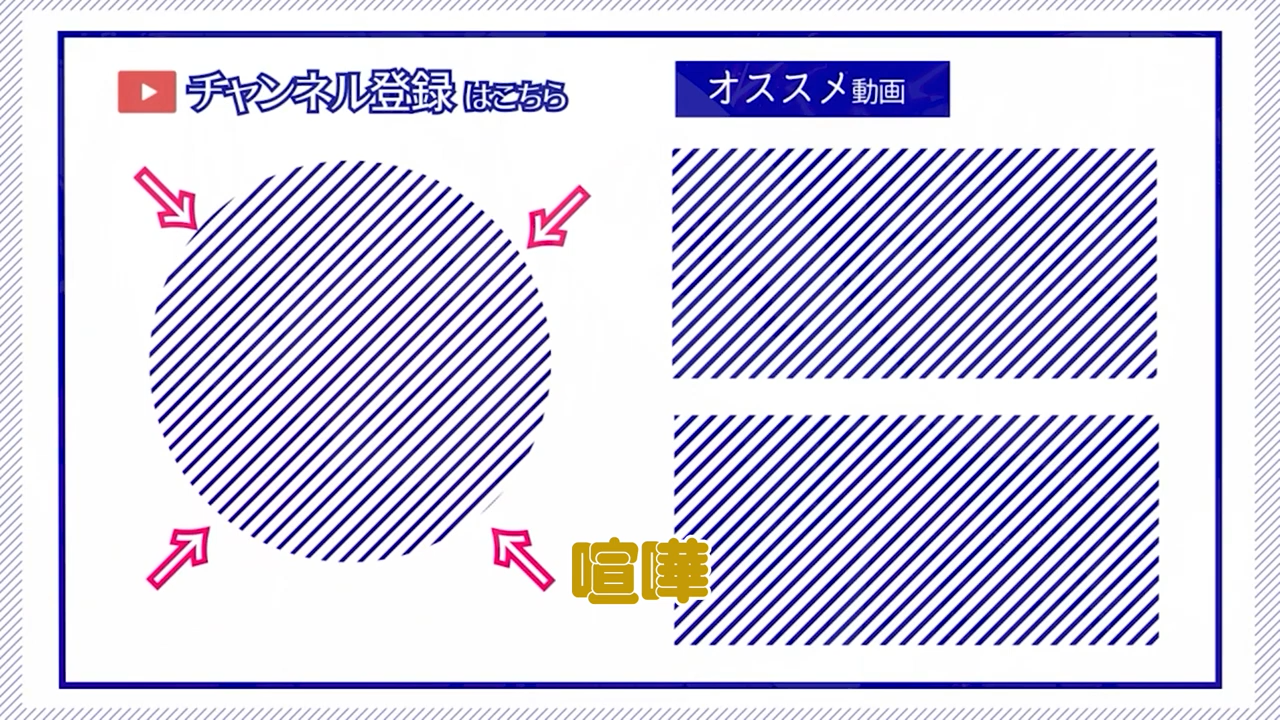 チャンネル登録 はこちら
オススメ動画
喧嘩